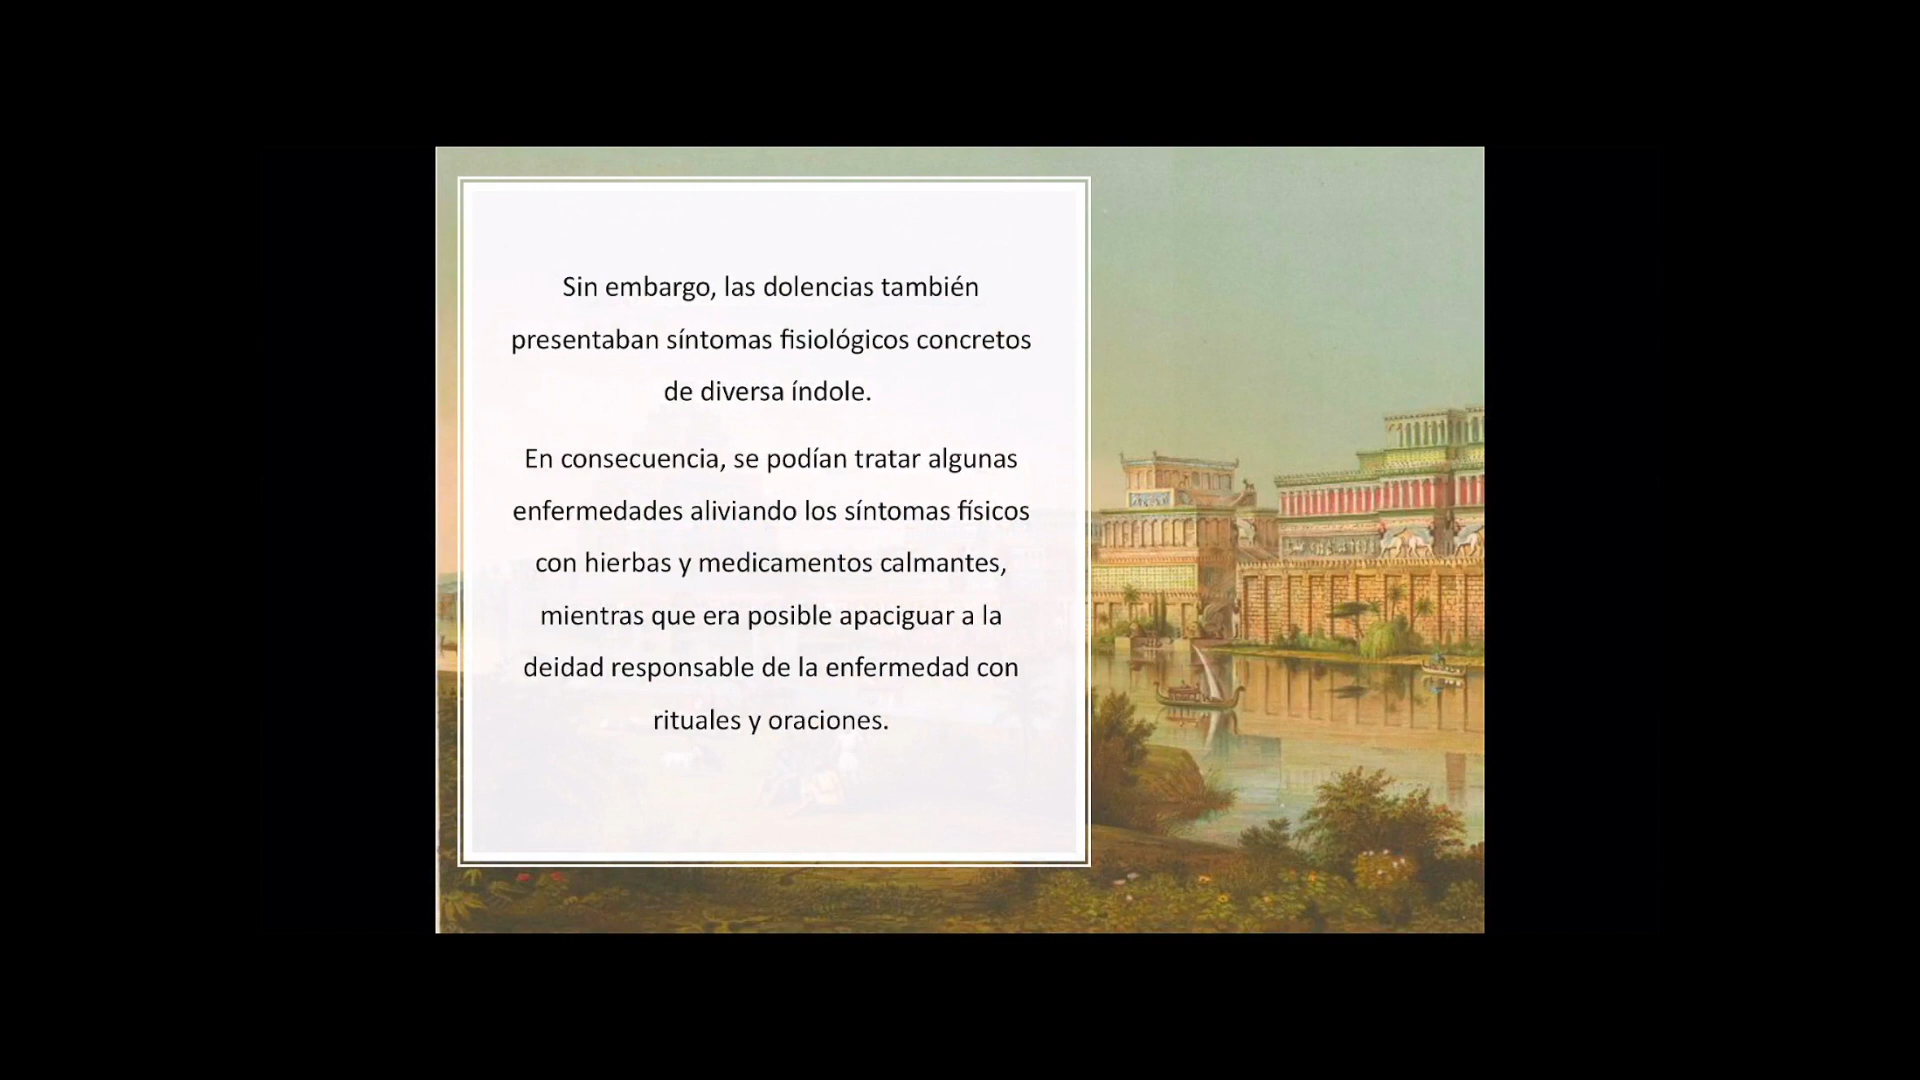 Sin embargo, las dolencias también
presentaban síntomas fisiológicos concretos
de diversa índole.
En consecuencia, se podían tratar algunas
enfermedades aliviando los síntomas físicos
con hierbas y medicamentos calmantes,
mientras que era posible apaciguar a la
deidad responsable de la enfermedad con
rituales y oraciones.